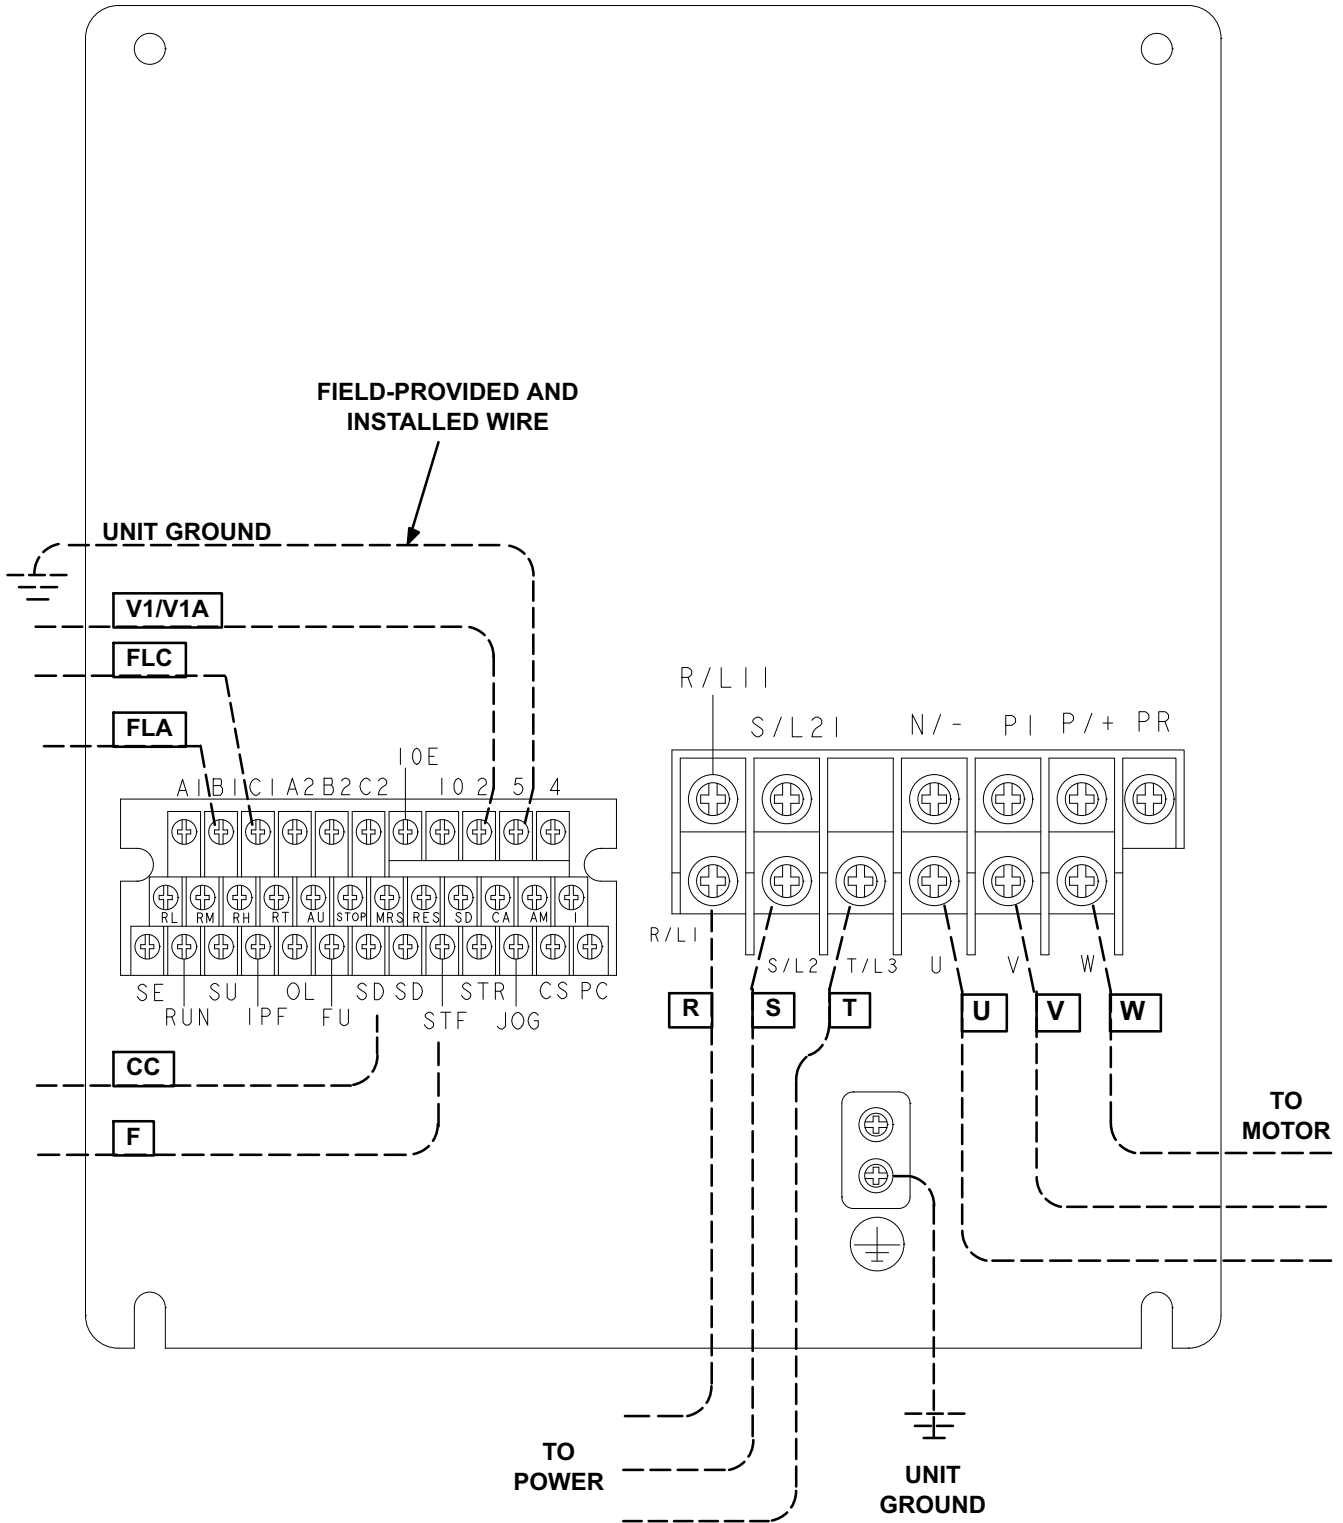 FIELD-PROVIDED AND
INSTALLED WIRE
UNIT GROUND
V1/V1A
FLC
FLA
R/L11
S/L21 N/- P1 P/+ PR
10E
A1 B1 C1 A2 B2 C2 10 2 5 4
RL RM RH RT AU STOP MRS RES SD CA AM 1
R/L1
S/L2 T/L3 U V W
SE SU OL SD SD STR CS PC
RUN IPF FU STF JOG
R S T U V W
CC
F
TO
MOTOR
TO
POWER
UNIT
GROUND